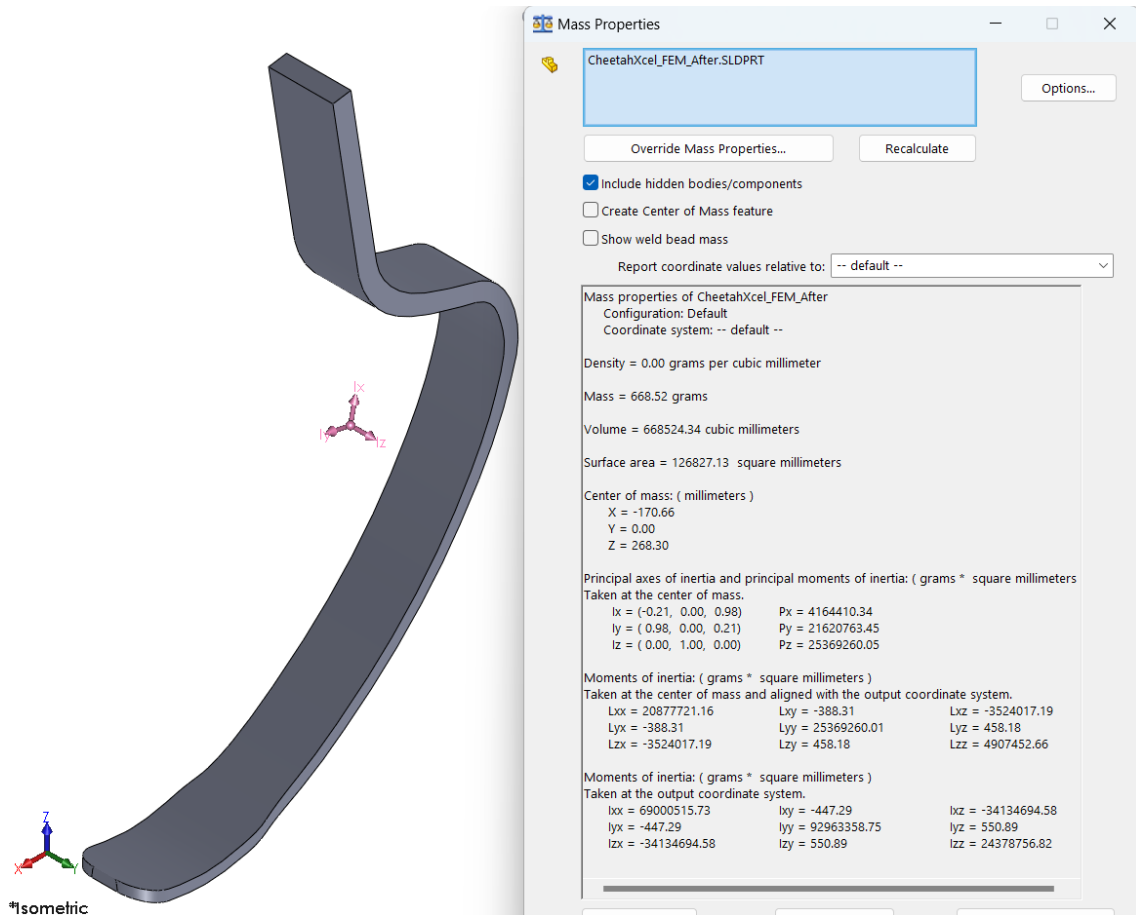 Mass Properties
CheetahXcel_FEM_After.SLDPRT
Options...
Override Mass Properties...
Recalculate
Include hidden bodies/components
Create Center of Mass feature
Show weld bead mass
Report coordinate values relative to: -- default --
Mass properties of CheetahXcel_FEM_After
Configuration: Default
Coordinate system: -- default --
Density = 0.00 grams per cubic millimeter
Mass = 668.52 grams
Volume = 668524.34 cubic millimeters
Surface area = 126827.13 square millimeters
Center of mass: ( millimeters )
X = -170.66
Y = 0.00
Z = 268.30
Principal axes of inertia and principal moments of inertia: ( grams * square millimeters
Taken at the center of mass.
Ix = (-0.21, 0.00, 0.98) Px = 4164410.34
Iy = ( 0.98, 0.00, 0.21) Py = 21620763.45
Iz = ( 0.00, 1.00, 0.00) Pz = 25369260.05
Moments of inertia: ( grams * square millimeters )
Taken at the center of mass and aligned with the output coordinate system.
Lxx = 20877721.16 Lxy = -388.31 Lxz = -3524017.19
Lyx = -388.31 Lyy = 25369260.01 Lyz = 458.18
Lzx = -3524017.19 Lzy = 458.18 Lzz = 4907452.66
Moments of inertia: ( grams * square millimeters )
Taken at the output coordinate system.
Ixx = 69000515.73 Ixy = -447.29 Ixz = -34134694.58
Iyx = -447.29 Iyy = 92963358.75 Iyz = 550.89
Izx = -34134694.58 Izy = 550.89 Izz = 24378756.82
Ix
Iy
Iz
Z
X
Y
*Isometric